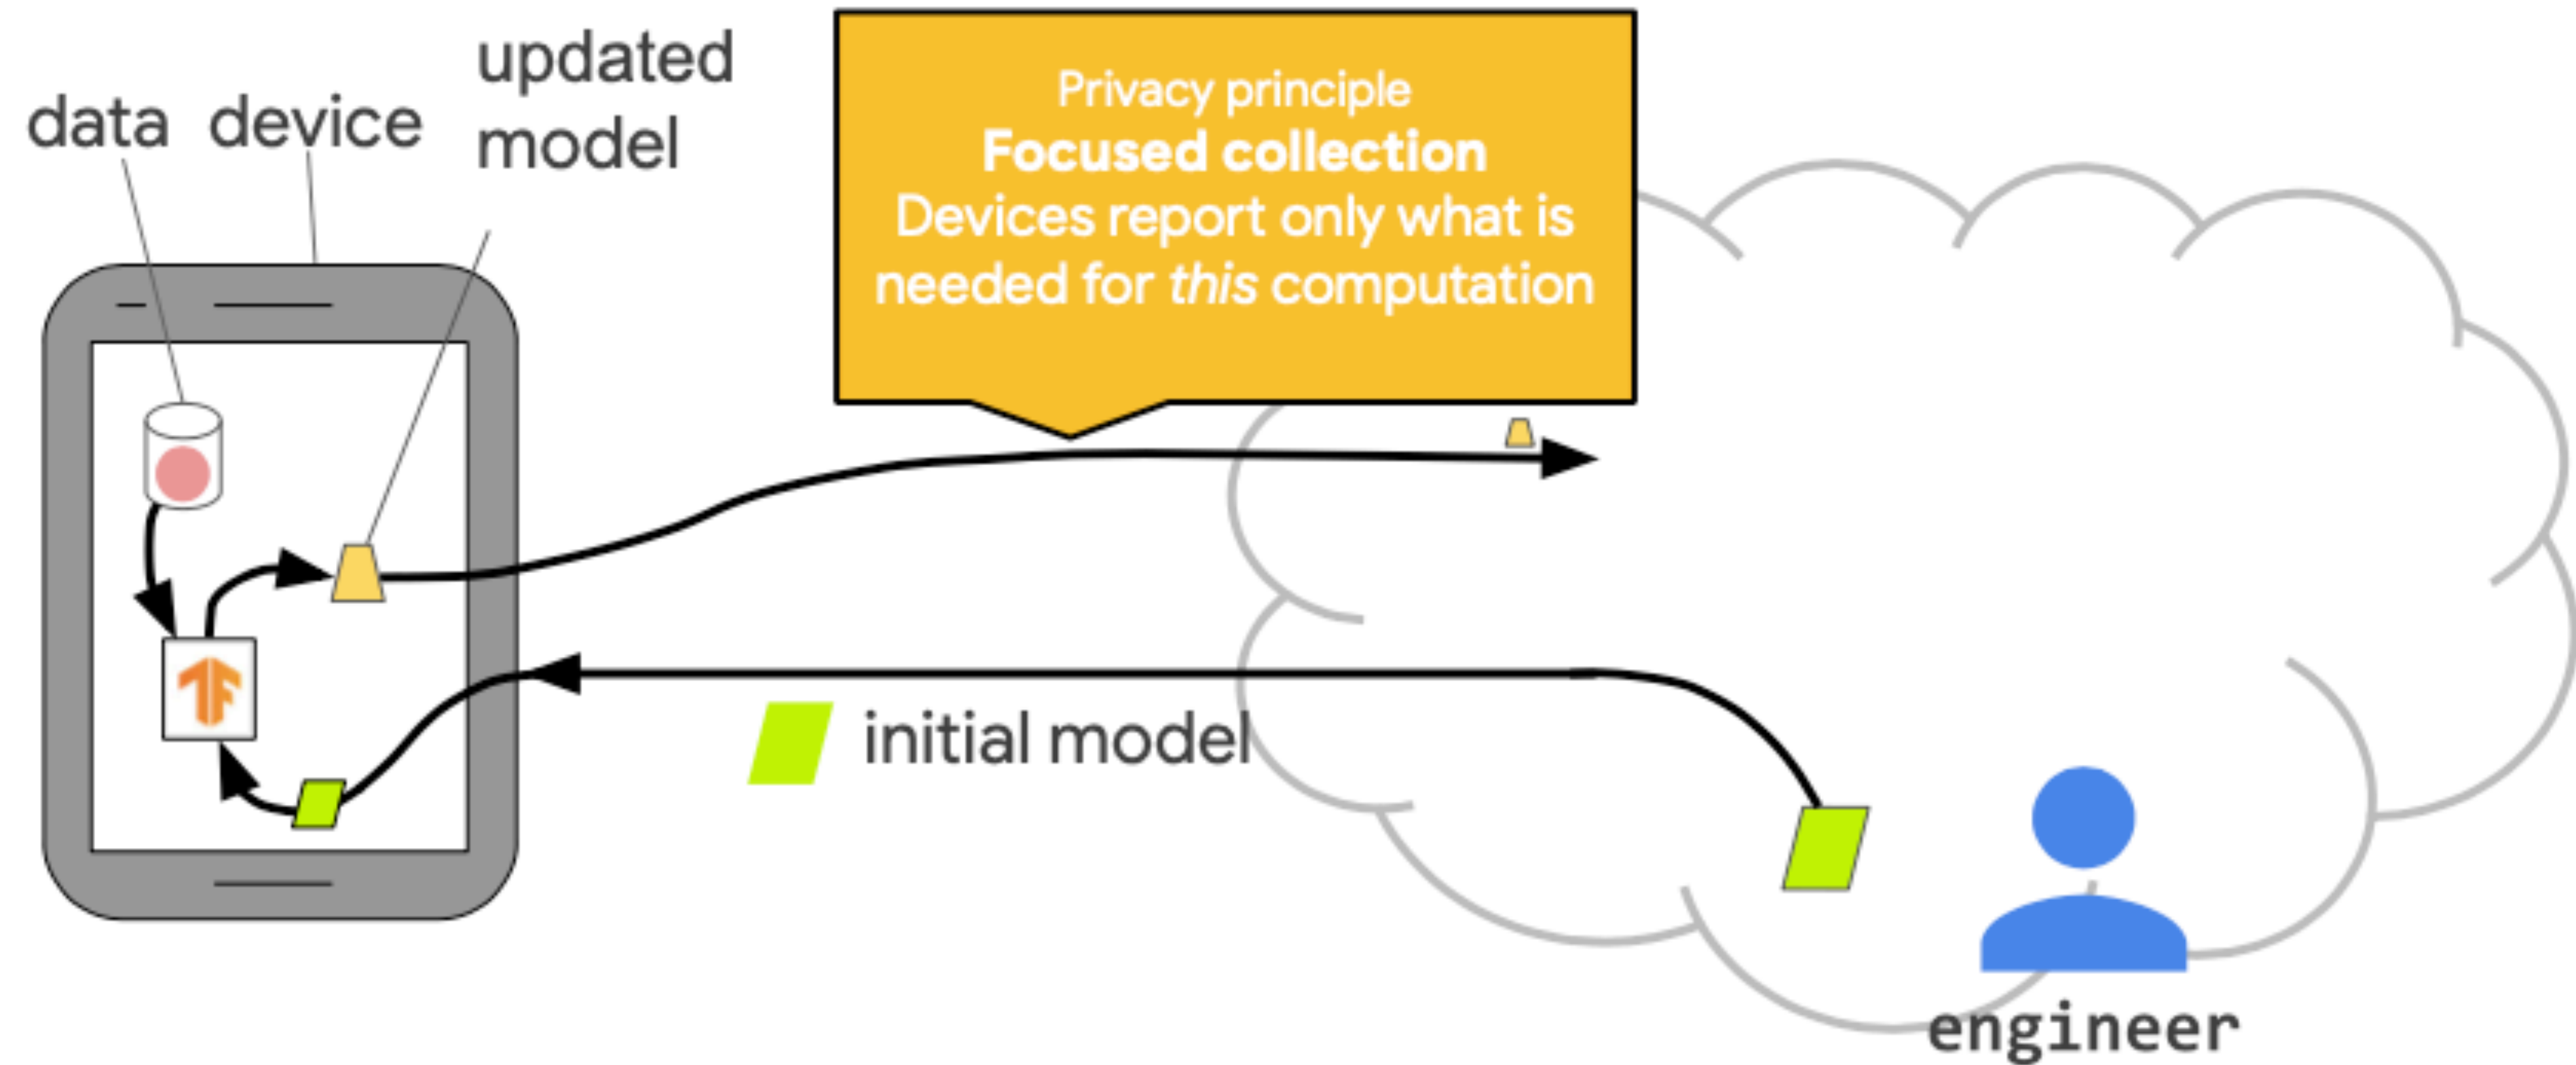 data device
updated
model
Privacy principle
Focused collection
Devices report only what is
needed for this computation
initial model
engineer